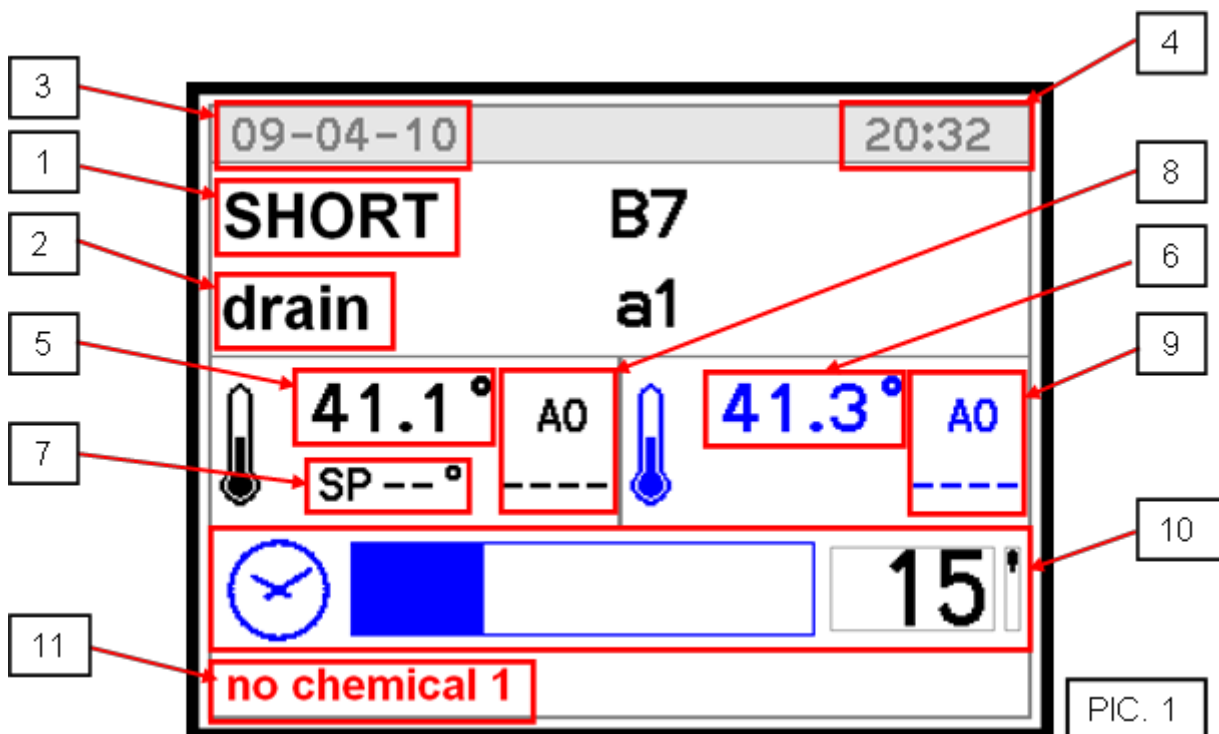 4
3
09-04-10 20:32
8
1
SHORT B7
2
6
drain a1
5
9
41.1° A0 41.3° A0
7
SP --° ---- ----
10
15'
11
no chemical 1
PIC. 1